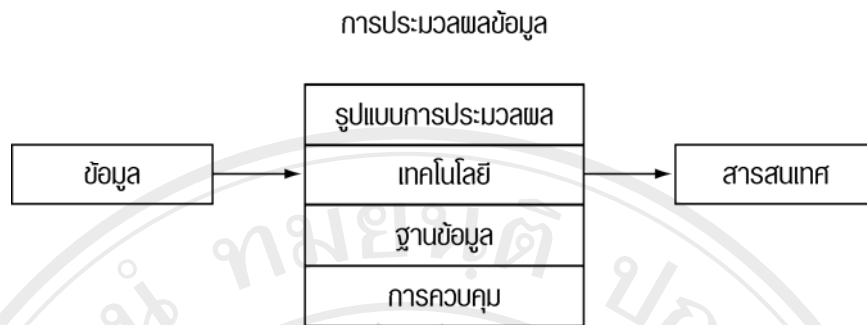 การประมวลผลข้อมูล
รูปแบบการประมวลผล
ข้อมูล
เทคโนโลยี
สารสนเทศ
ฐานข้อมูล
การควบคุม